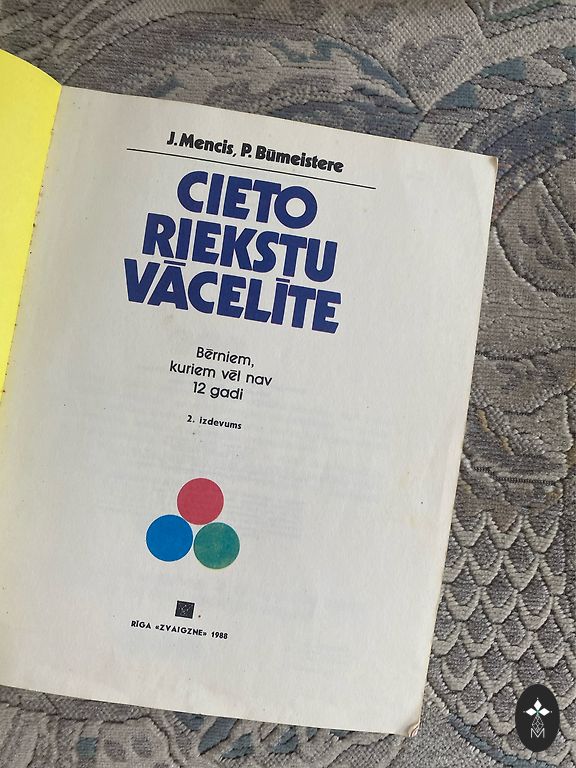 J. Mencis, P. Būmeistere
CIETO
RIEKSTU
VĀCELĪTE
Bērniem,
kuriem vēl nav
12 gadi
2. izdevums
RĪGA «ZVAIGZNE» 1988
M